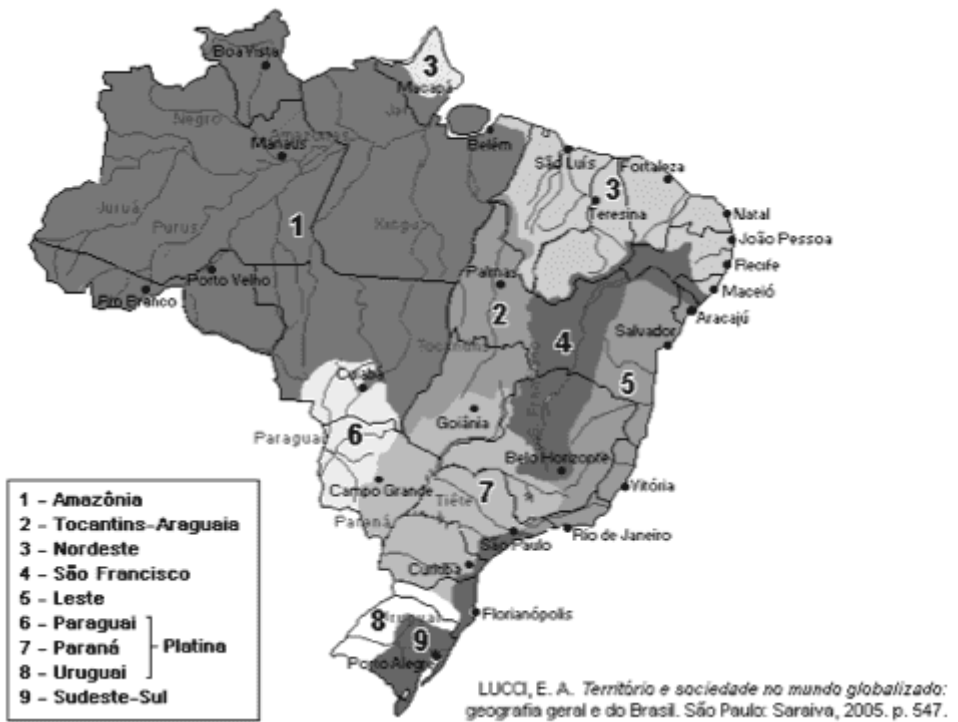 Boa Vista
3
Macapá
Negro
Jari
Amazonas
Manaus
Belém
São Luís
Fortaleza
3
Teresina
Natal
João Pessoa
Recife
Maceió
Aracajú
Juruá
Purus
1
Xingu
Porto Velho
Rio Branco
Palmas
2
4
Salvador
Tocantins
5
Cuiabá
Goiânia
Paraguai
6
Belo Horizonte
Vitória
Campo Grande
Tiête
7
Paraná
São Paulo
Rio de Janeiro
Curitiba
8
Uruguai
Florianópolis
9
Porto Alegre
1 - Amazônia
2 - Tocantins-Araguaia
3 - Nordeste
4 - São Francisco
5 - Leste
6 - Paraguai
7 - Paraná
Platina
8 - Uruguai
9 - Sudeste-Sul
LUCCI, E. A. Território e sociedade no mundo globalizado:
geografia geral e do Brasil. São Paulo: Saraiva, 2005. p. 547.